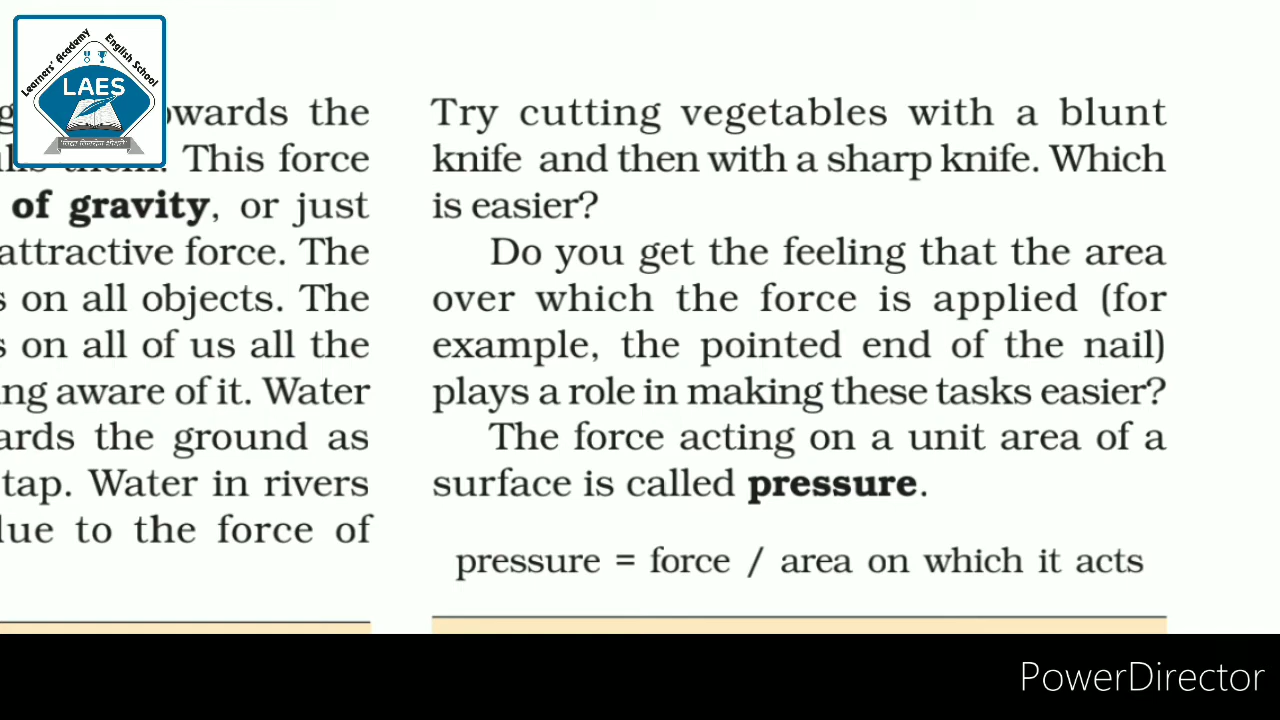 Learners' Academy English School
LAES
owards the
This force
of gravity, or just
attractive force. The
s on all objects. The
s on all of us all the
ng aware of it. Water
ards the ground as
tap. Water in rivers
lue to the force of
Try cutting vegetables with a blunt
knife and then with a sharp knife. Which
is easier?
Do you get the feeling that the area
over which the force is applied (for
example, the pointed end of the nail)
plays a role in making these tasks easier?
The force acting on a unit area of a
surface is called pressure.
pressure = force / area on which it acts
PowerDirector